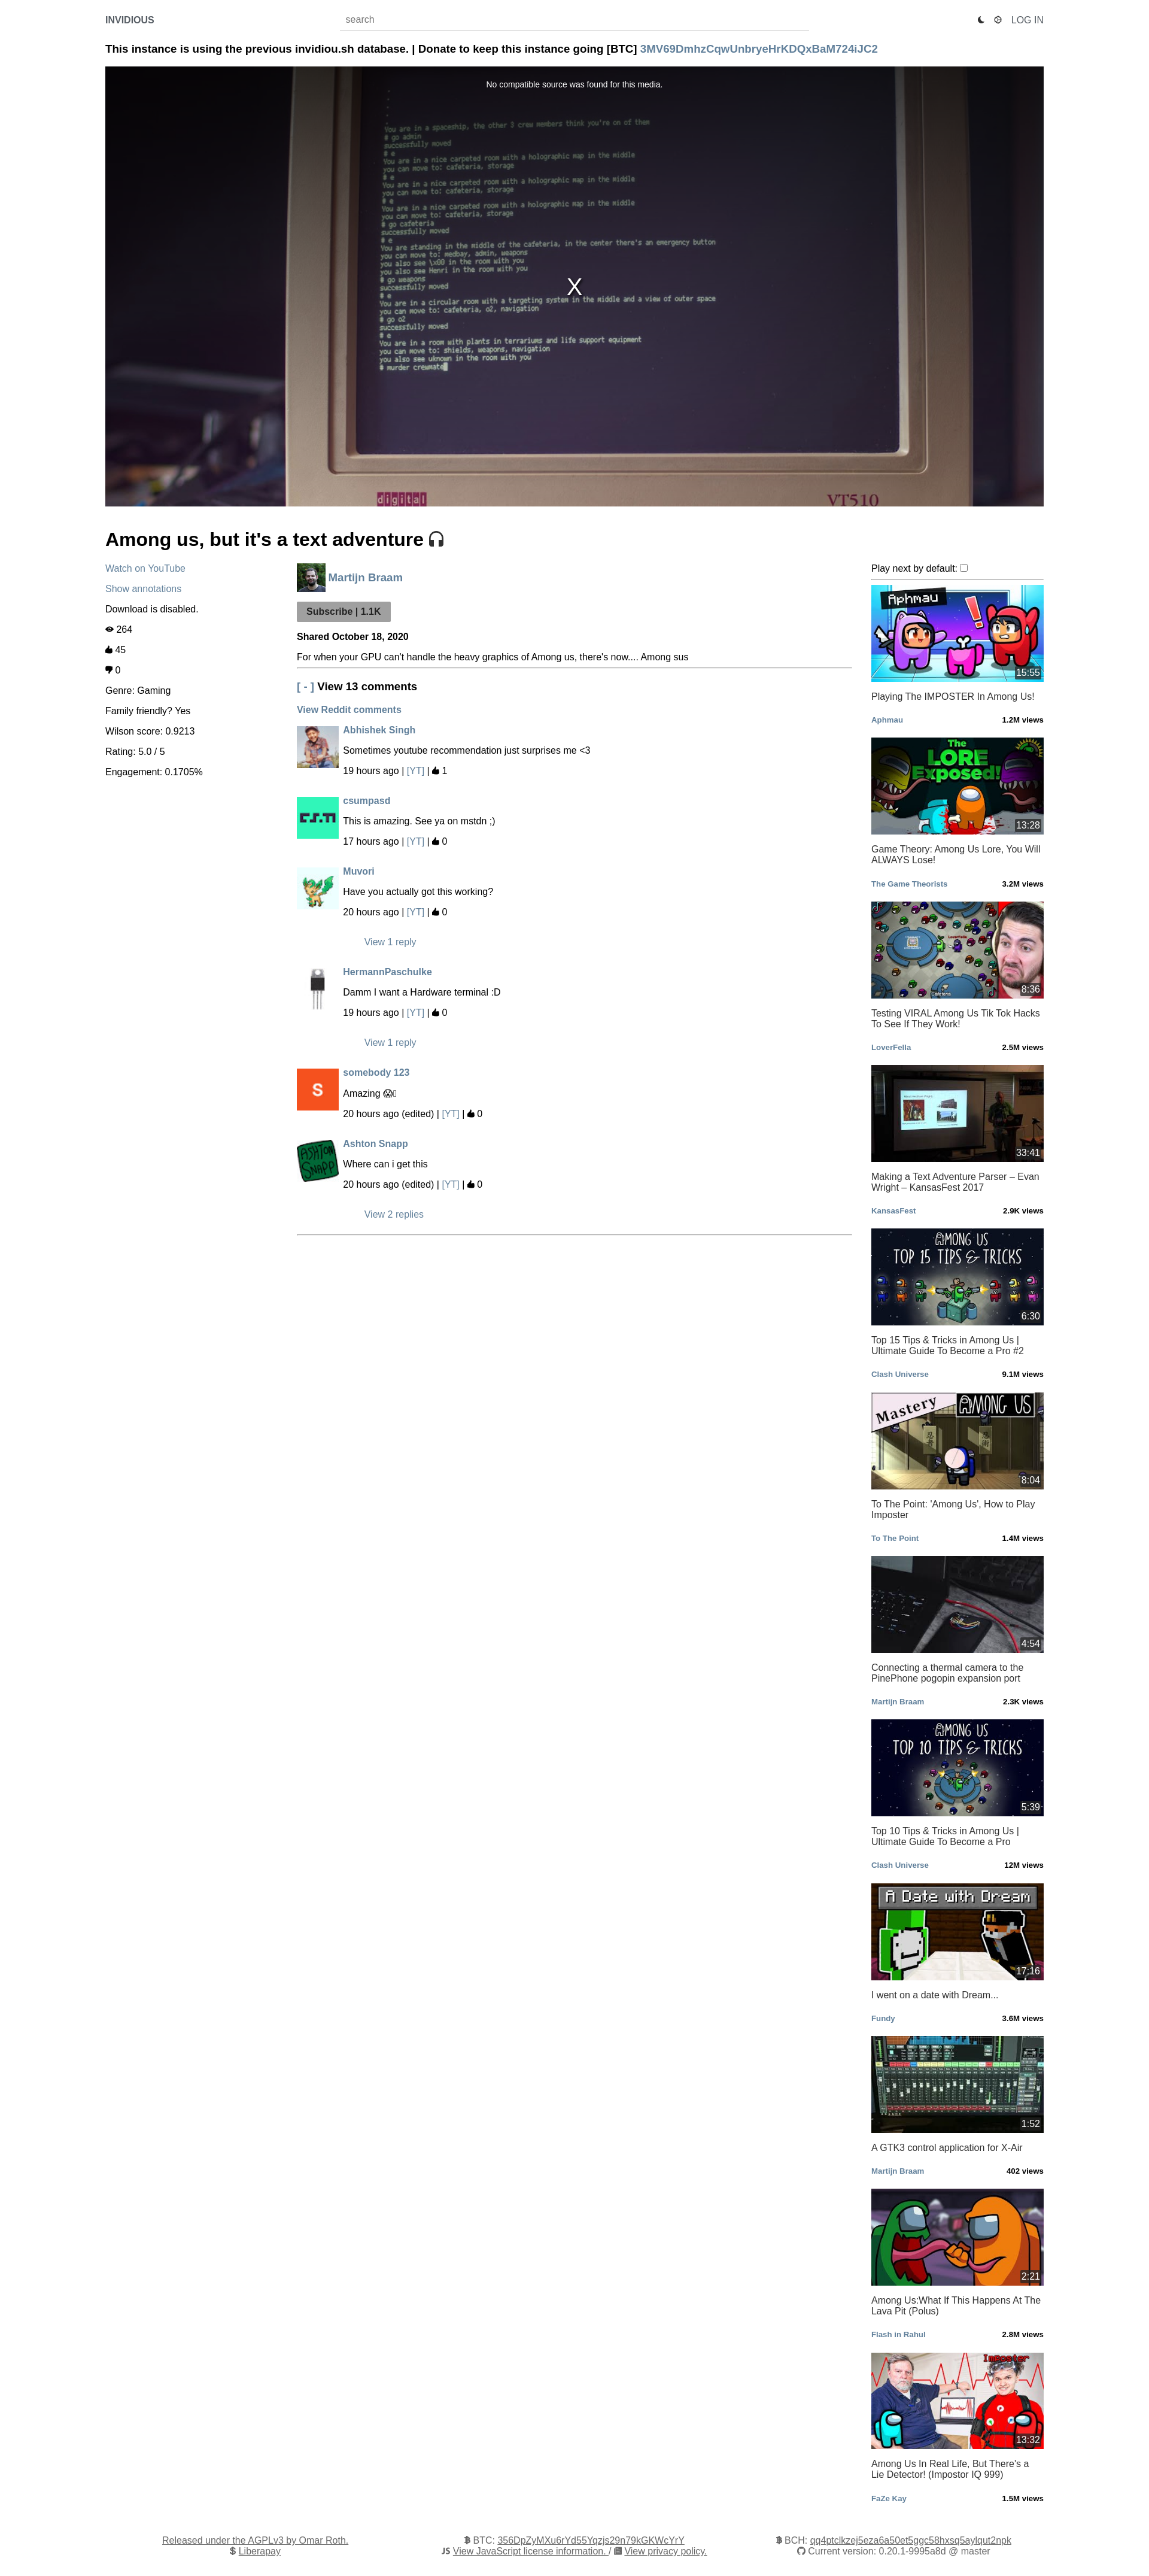 INVIDIOUS
search
LOG IN
This instance is using the previous invidiou.sh database. | Donate to keep this instance going [BTC] 3MV69DmhzCqwUnbryeHrKDQxBaM724iJC2
No compatible source was found for this media.
You are in a spaceship, the other 3 crew members think you're on of them
# go admin
successfully moved
# e
You are in a nice carpeted room with a holographic map in the middle
you can move to: cafeteria, storage
# e
You are in a nice carpeted room with a holographic map in the middle
you can move to: cafeteria, storage
# e
You are in a nice carpeted room with a holographic map in the middle
you can move to: cafeteria, storage
# go cafeteria
successfully moved
# e
You are standing in the middle of the cafeteria, in the center there's an emergency button
you can move to: medbay, admin, weapons
you also see \x00 in the room with you
you also see Henri in the room with you
# go weapons
successfully moved
# e
You are in a circular room with a targeting system in the middle and a view of outer space
you can move to: cafeteria, o2, navigation
# go o2
successfully moved
# e
You are in a room with plants in terrariums and life support equipment
you can move to: shields, weapons, navigation
you also see uknown in the room with you
# murder crewmate
X
digital
VT510
Among us, but it's a text adventure
Watch on YouTube
Show annotations
Download is disabled.
264
45
0
Genre: Gaming
Family friendly? Yes
Wilson score: 0.9213
Rating: 5.0 / 5
Engagement: 0.1705%
Martijn Braam
Subscribe | 1.1K
Shared October 18, 2020
For when your GPU can't handle the heavy graphics of Among us, there's now.... Among sus
[ - ] View 13 comments
View Reddit comments
Abhishek Singh
Sometimes youtube recommendation just surprises me <3
19 hours ago | [YT] | 1
csumpasd
This is amazing. See ya on mstdn ;)
17 hours ago | [YT] | 0
Muvori
Have you actually got this working?
20 hours ago | [YT] | 0
View 1 reply
HermannPaschulke
Damm I want a Hardware terminal :D
19 hours ago | [YT] | 0
View 1 reply
S
somebody 123
Amazing 😱
20 hours ago (edited) | [YT] | 0
ASHTON SNAPP
Ashton Snapp
Where can i get this
20 hours ago (edited) | [YT] | 0
View 2 replies
Play next by default:
Aphmau
15:55
Playing The IMPOSTER In Among Us!
Aphmau 1.2M views
The LORE Exposed!
13:28
Game Theory: Among Us Lore, You Will
ALWAYS Lose!
The Game Theorists 3.2M views
8:36
Testing VIRAL Among Us Tik Tok Hacks
To See If They Work!
LoverFella 2.5M views
33:41
Making a Text Adventure Parser – Evan
Wright – KansasFest 2017
KansasFest 2.9K views
AMONG US
TOP 15 TIPS & TRICKS
6:30
Top 15 Tips & Tricks in Among Us |
Ultimate Guide To Become a Pro #2
Clash Universe 9.1M views
Mastery
AMONG US
8:04
To The Point: 'Among Us', How to Play
Imposter
To The Point 1.4M views
4:54
Connecting a thermal camera to the
PinePhone pogopin expansion port
Martijn Braam 2.3K views
AMONG US
TOP 10 TIPS & TRICKS
5:39
Top 10 Tips & Tricks in Among Us |
Ultimate Guide To Become a Pro
Clash Universe 12M views
A Date with Dream
17:16
I went on a date with Dream...
Fundy 3.6M views
1:52
A GTK3 control application for X-Air
Martijn Braam 402 views
2:21
Among Us:What If This Happens At The
Lava Pit (Polus)
Flash in Rahul 2.8M views
Imposter
13:32
Among Us In Real Life, But There's a
Lie Detector! (Impostor IQ 999)
FaZe Kay 1.5M views
Released under the AGPLv3 by Omar Roth.
Liberapay
BTC: 356DpZyMXu6rYd55Yqzjs29n79kGKWcYrY
JS View JavaScript license information. / View privacy policy.
BCH: qq4ptclkzej5eza6a50et5ggc58hxsq5aylqut2npk
Current version: 0.20.1-9995a8d @ master